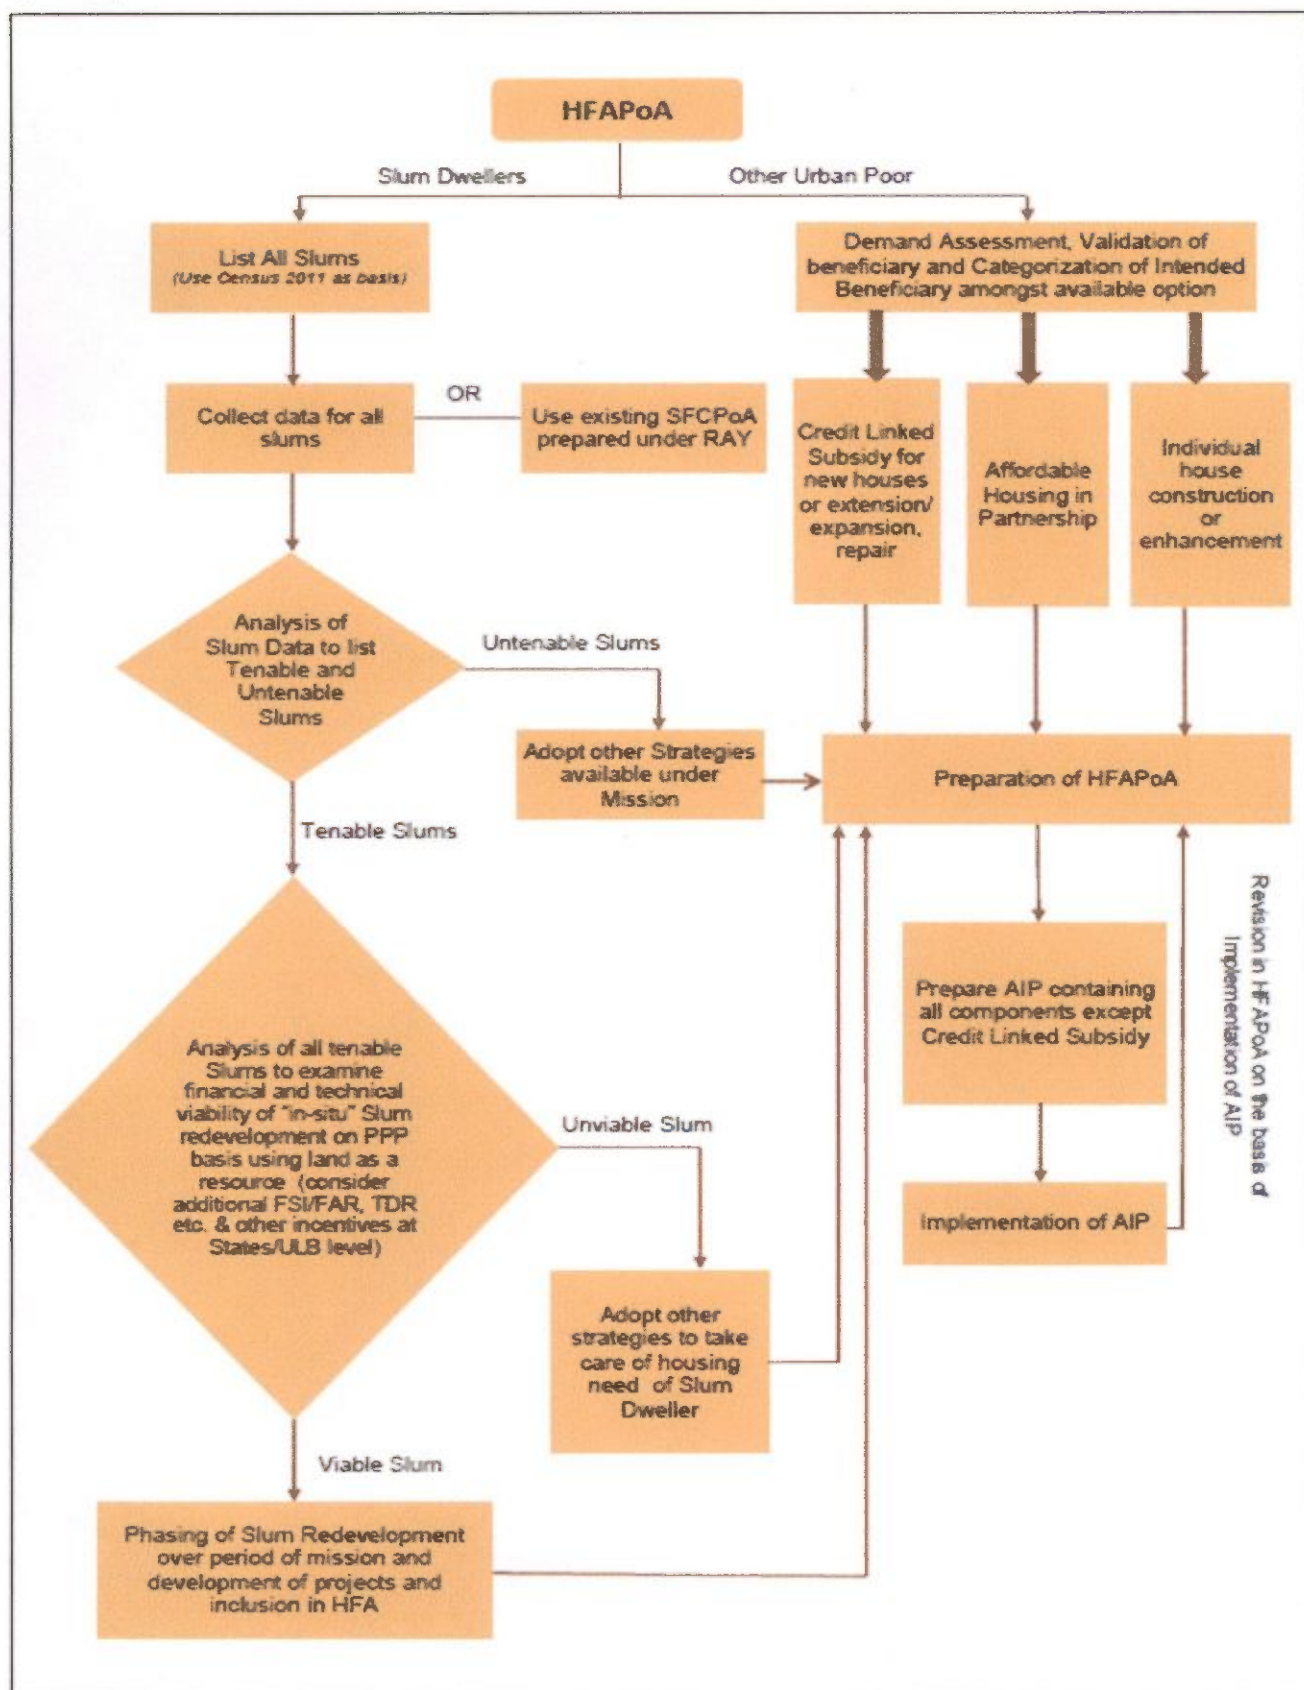 HFAPoA
Slum Dwellers
Other Urban Poor
List All Slums
(Use Census 2011 as basis)
Demand Assessment, Validation of
beneficiary and Categorization of Intended
Beneficiary amongst available option
Collect data for all
slums
OR
Use existing SFCPoA
prepared under RAY
Credit Linked
Subsidy for
new houses
or extension/
expansion,
repair
Affordable
Housing in
Partnership
Individual
house
construction
or
enhancement
Analysis of
Slum Data to list
Tenable and
Untenable
Slums
Untenable Slums
Adopt other Strategies
available under
Mission
Preparation of HFAPoA
Tenable Slums
Analysis of all tenable
Slums to examine
financial and technical
viability of "in-situ" Slum
redevelopment on PPP
basis using land as a
resource (consider
additional FSI/FAR, TDR
etc. & other incentives at
States/ULB level)
Unviable Slum
Prepare AIP containing
all components except
Credit Linked Subsidy
Revision in HFAPoA on the basis of
Implementation of AIP
Implementation of AIP
Adopt other
strategies to take
care of housing
need of Slum
Dweller
Viable Slum
Phasing of Slum Redevelopment
over period of mission and
development of projects and
inclusion in HFA